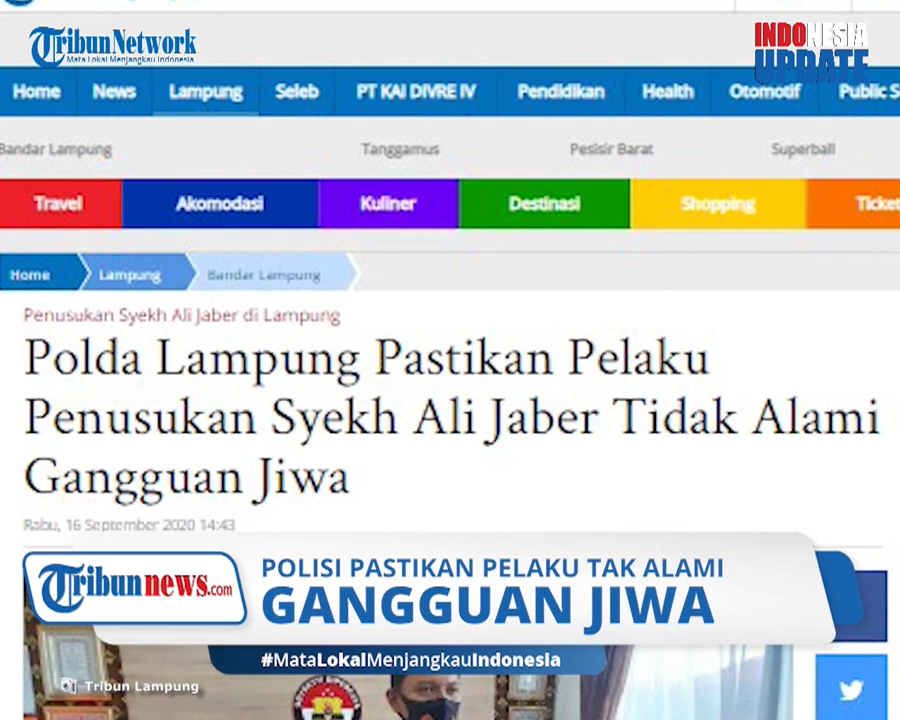 TribunNetwork
Mata Lokal Menjangkau Indonesia
INDONESIA
UPDATE
Home News Lampung Seleb PT KAI DIVRE IV Pendidikan Health Otomotif Public S
Bandar Lampung Tanggamus Pesisir Barat Superball
Travel Akomodasi Kuliner Destinasi Shopping Ticket
Home Lampung Bandar Lampung
Penusukan Syekh Ali Jaber di Lampung
Polda Lampung Pastikan Pelaku
Penusukan Syekh Ali Jaber Tidak Alami
Gangguan Jiwa
Rabu, 16 September 2020 14:43
Tribunnews.com
POLISI PASTIKAN PELAKU TAK ALAMI
GANGGUAN JIWA
#MataLokalMenjangkauIndonesia
Tribun Lampung